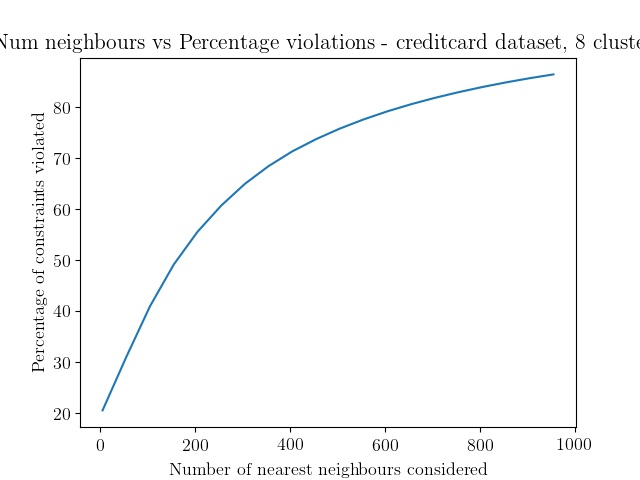 Num neighbours vs Percentage violations - creditcard dataset, 8 cluste
Percentage of constraints violated
80
70
60
50
40
30
20
0 200 400 600 800 1000
Number of nearest neighbours considered